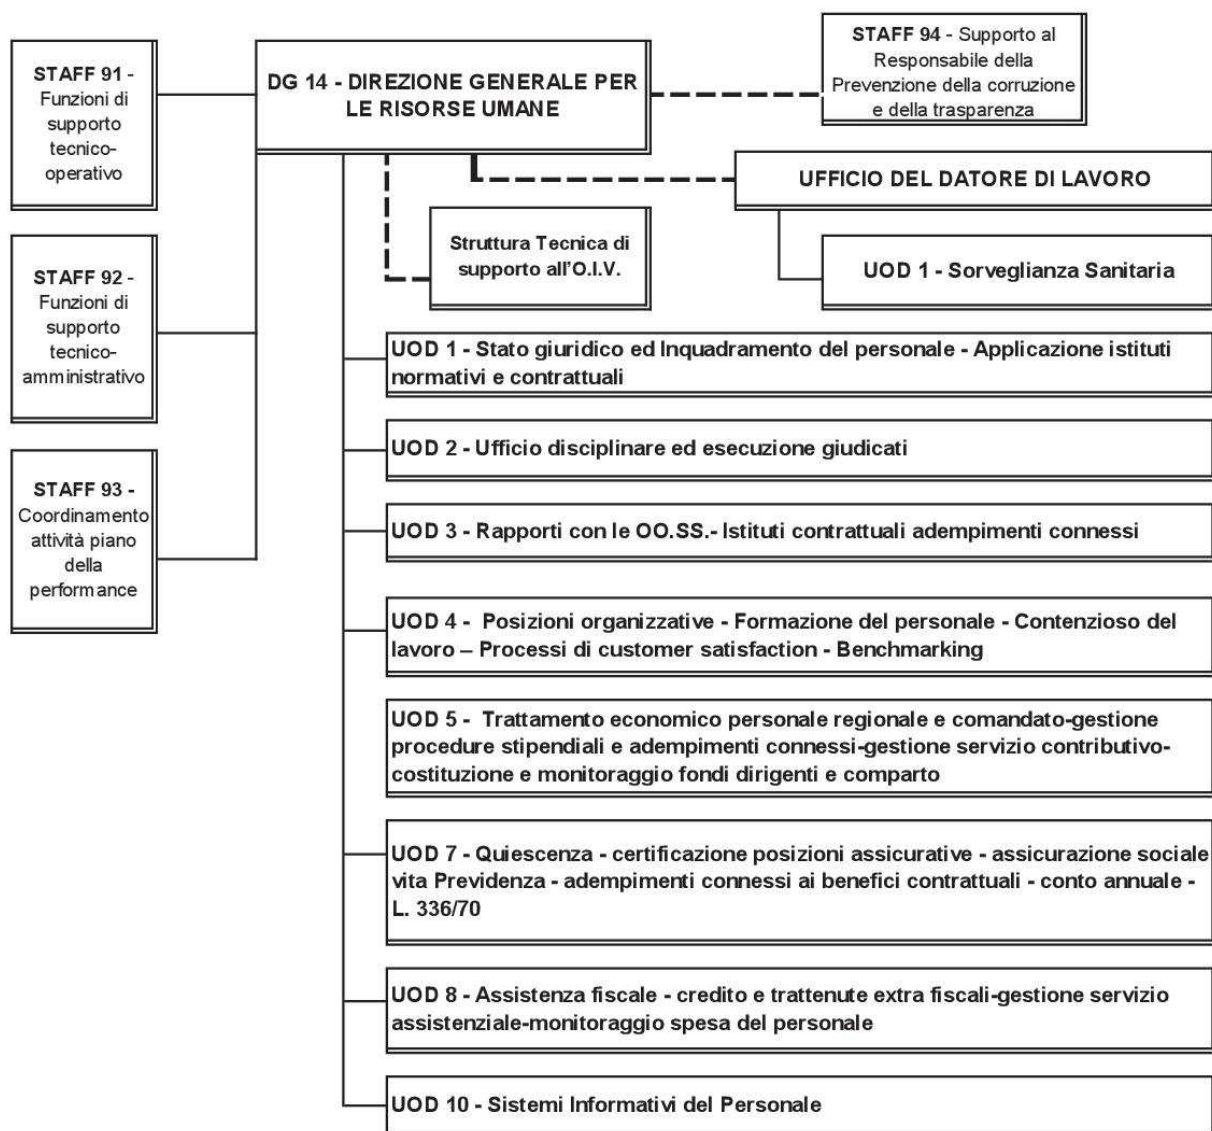 STAFF 91 -
Funzioni di
supporto
tecnico-
operativo
DG 14 - DIREZIONE GENERALE PER
LE RISORSE UMANE
STAFF 94 - Supporto al
Responsabile della
Prevenzione della corruzione
e della trasparenza
UFFICIO DEL DATORE DI LAVORO
Struttura Tecnica di
supporto all'O.I.V.
UOD 1 - Sorveglianza Sanitaria
STAFF 92 -
Funzioni di
supporto
tecnico-
amministrativo
STAFF 93 -
Coordinamento
attività piano
della
performance
UOD 1 - Stato giuridico ed Inquadramento del personale - Applicazione istituti
normativi e contrattuali
UOD 2 - Ufficio disciplinare ed esecuzione giudicati
UOD 3 - Rapporti con le OO.SS.- Istituti contrattuali adempimenti connessi
UOD 4 - Posizioni organizzative - Formazione del personale - Contenzioso del
lavoro – Processi di customer satisfaction - Benchmarking
UOD 5 - Trattamento economico personale regionale e comandato-gestione
procedure stipendiali e adempimenti connessi-gestione servizio contributivo-
costituzione e monitoraggio fondi dirigenti e comparto
UOD 7 - Quiescenza - certificazione posizioni assicurative - assicurazione sociale
vita Previdenza - adempimenti connessi ai benefici contrattuali - conto annuale -
L. 336/70
UOD 8 - Assistenza fiscale - credito e trattenute extra fiscali-gestione servizio
assistenziale-monitoraggio spesa del personale
UOD 10 - Sistemi Informativi del Personale